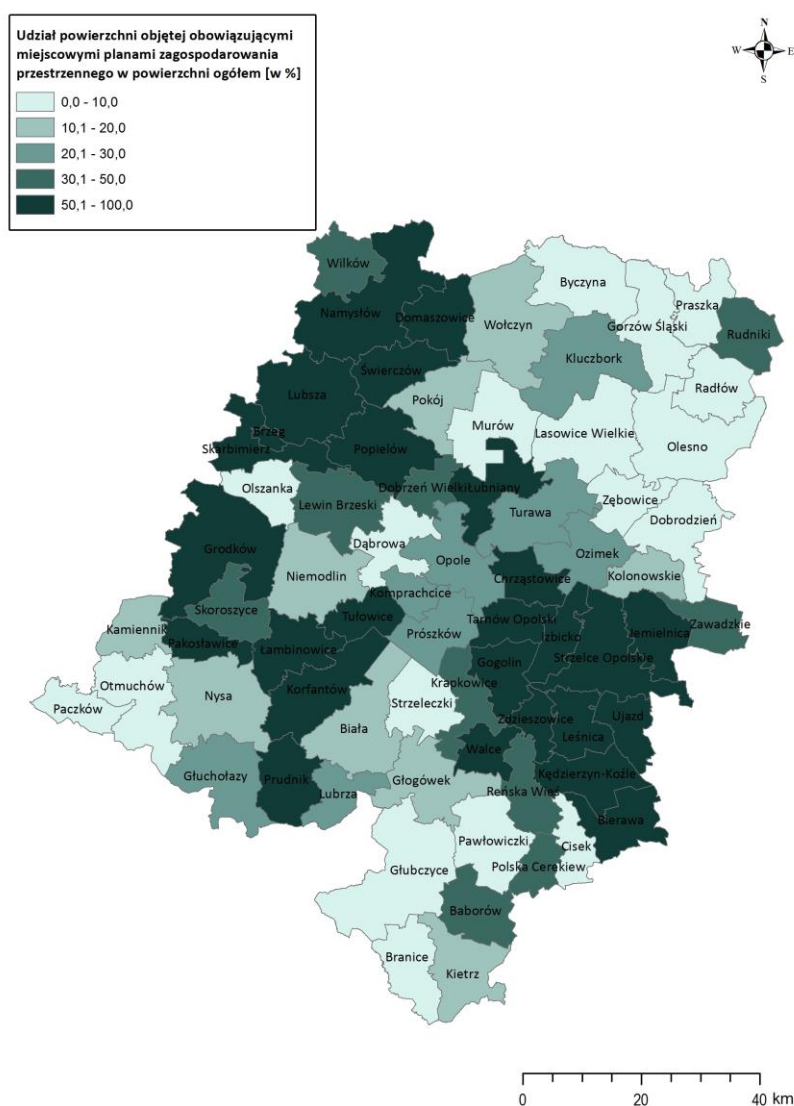 Udział powierzchni objętej obowiązującymi
miejscowymi planami zagospodarowania
przestrzennego w powierzchni ogółem [w %]
0,0 - 10,0
10,1 - 20,0
20,1 - 30,0
30,1 - 50,0
50,1 - 100,0
N
W E
S
Wilków
Byczyna
Praszka
Namysłów
Domaszowice
Wołczyn
Gorzów Śląski
Rudniki
Kluczbork
Świerczów
Radłów
Lubsza
Pokój
Murów
Lasowice Wielkie
Olesno
Brzeg
Skarbimierz
Popielów
Olszanka
Lewin Brzeski
Dobrzeń Wielki
Łubniany
Zębowice
Turawa
Dobrodzień
Dąbrowa
Grodków
Opole
Ozimek
Niemodlin
Chrząstowice
Kolonowskie
Komprachcice
Skoroszyce
Tułowice
Tarnów Opolski
Zawadzkie
Kamiennik
Prószków
Izbicko
Jemielnica
Pakosławice
Łambinowice
Strzelce Opolskie
Gogolin
Otmuchów
Krapkowice
Korfantów
Nysa
Strzeleczki
Paczków
Zdzieszowice
Ujazd
Biała
Leśnica
Walce
Głuchołazy
Prudnik
Głogówek
Kędzierzyn-Koźle
Lubrza
Reńska Wieś
Bierawa
Pawłowiczki
Cisek
Głubczyce
Polska Cerekiew
Baborów
Branice
Kietrz
0 20 40 km